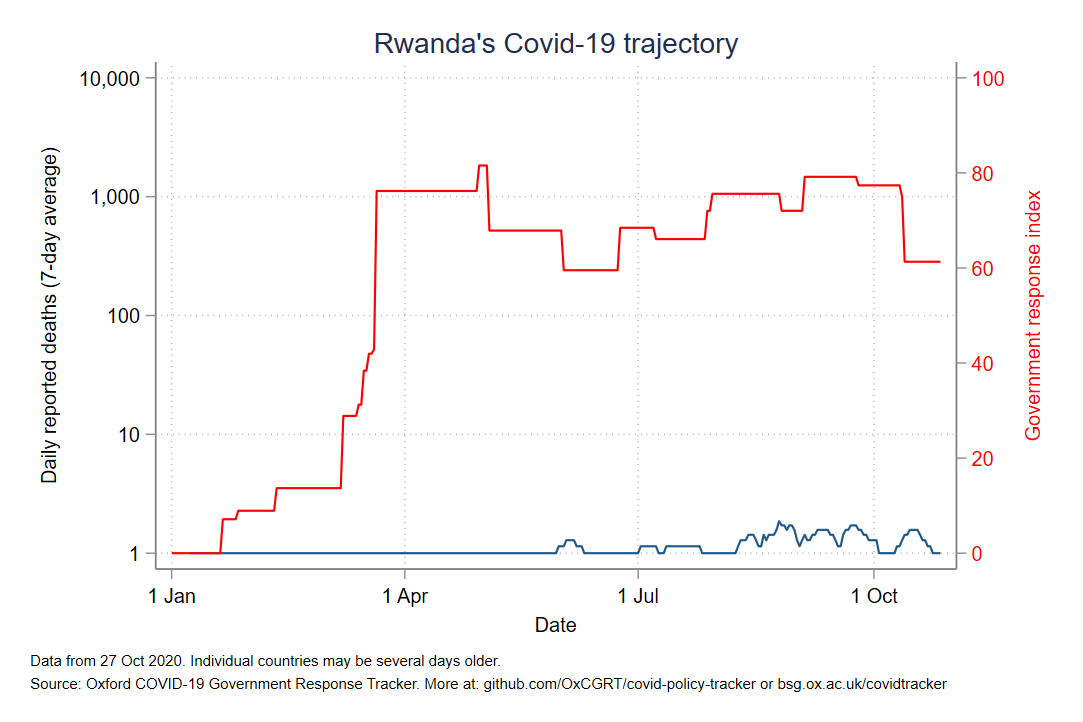 Rwanda's Covid-19 trajectory
10,000
1,000
100
10
1
Daily reported deaths (7-day average)
100
80
60
40
20
0
Government response index
1 Jan
1 Apr
1 Jul
1 Oct
Date
Data from 27 Oct 2020. Individual countries may be several days older.
Source: Oxford COVID-19 Government Response Tracker. More at: github.com/OxCGRT/covid-policy-tracker or bsg.ox.ac.uk/covidtracker